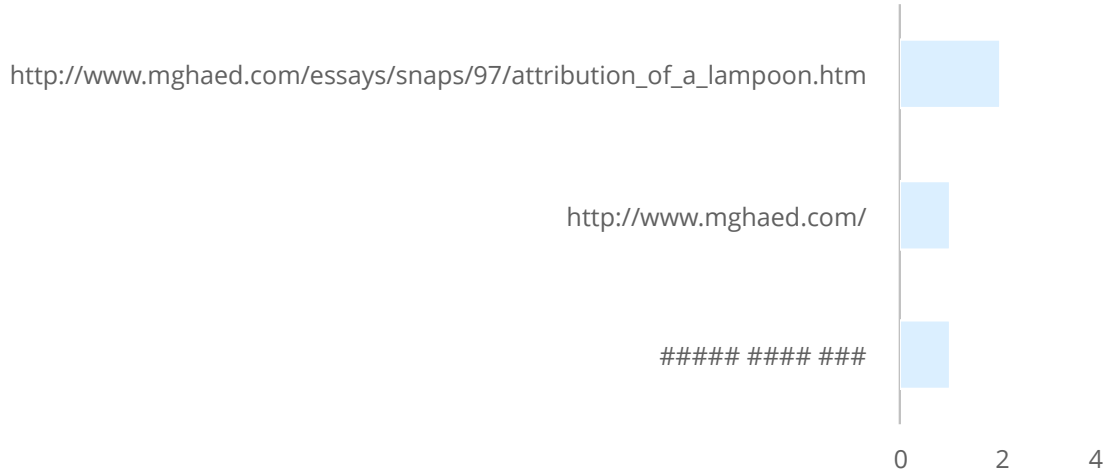 http://www.mghaed.com/essays/snaps/97/attribution_of_a_lampoon.htm
http://www.mghaed.com/
##### #### ###
0 2 4